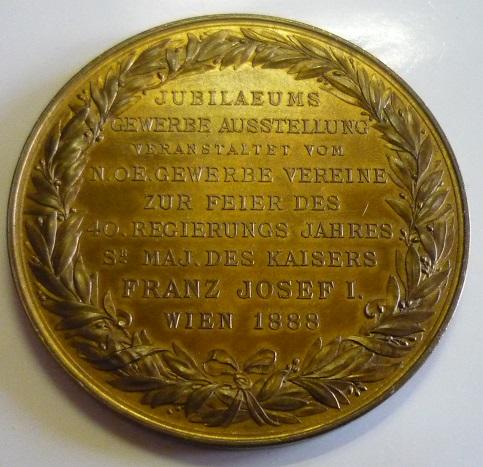 JUBILAEUMS
GEWERBE AUSSTELLUNG
VERANSTALTET VOM
N.OE.GEWERBE VEREINE
ZUR FEIER DES
40. REGIERUNGS JAHRES
SR MAJ. DES KAISERS
FRANZ JOSEF I.
WIEN 1888